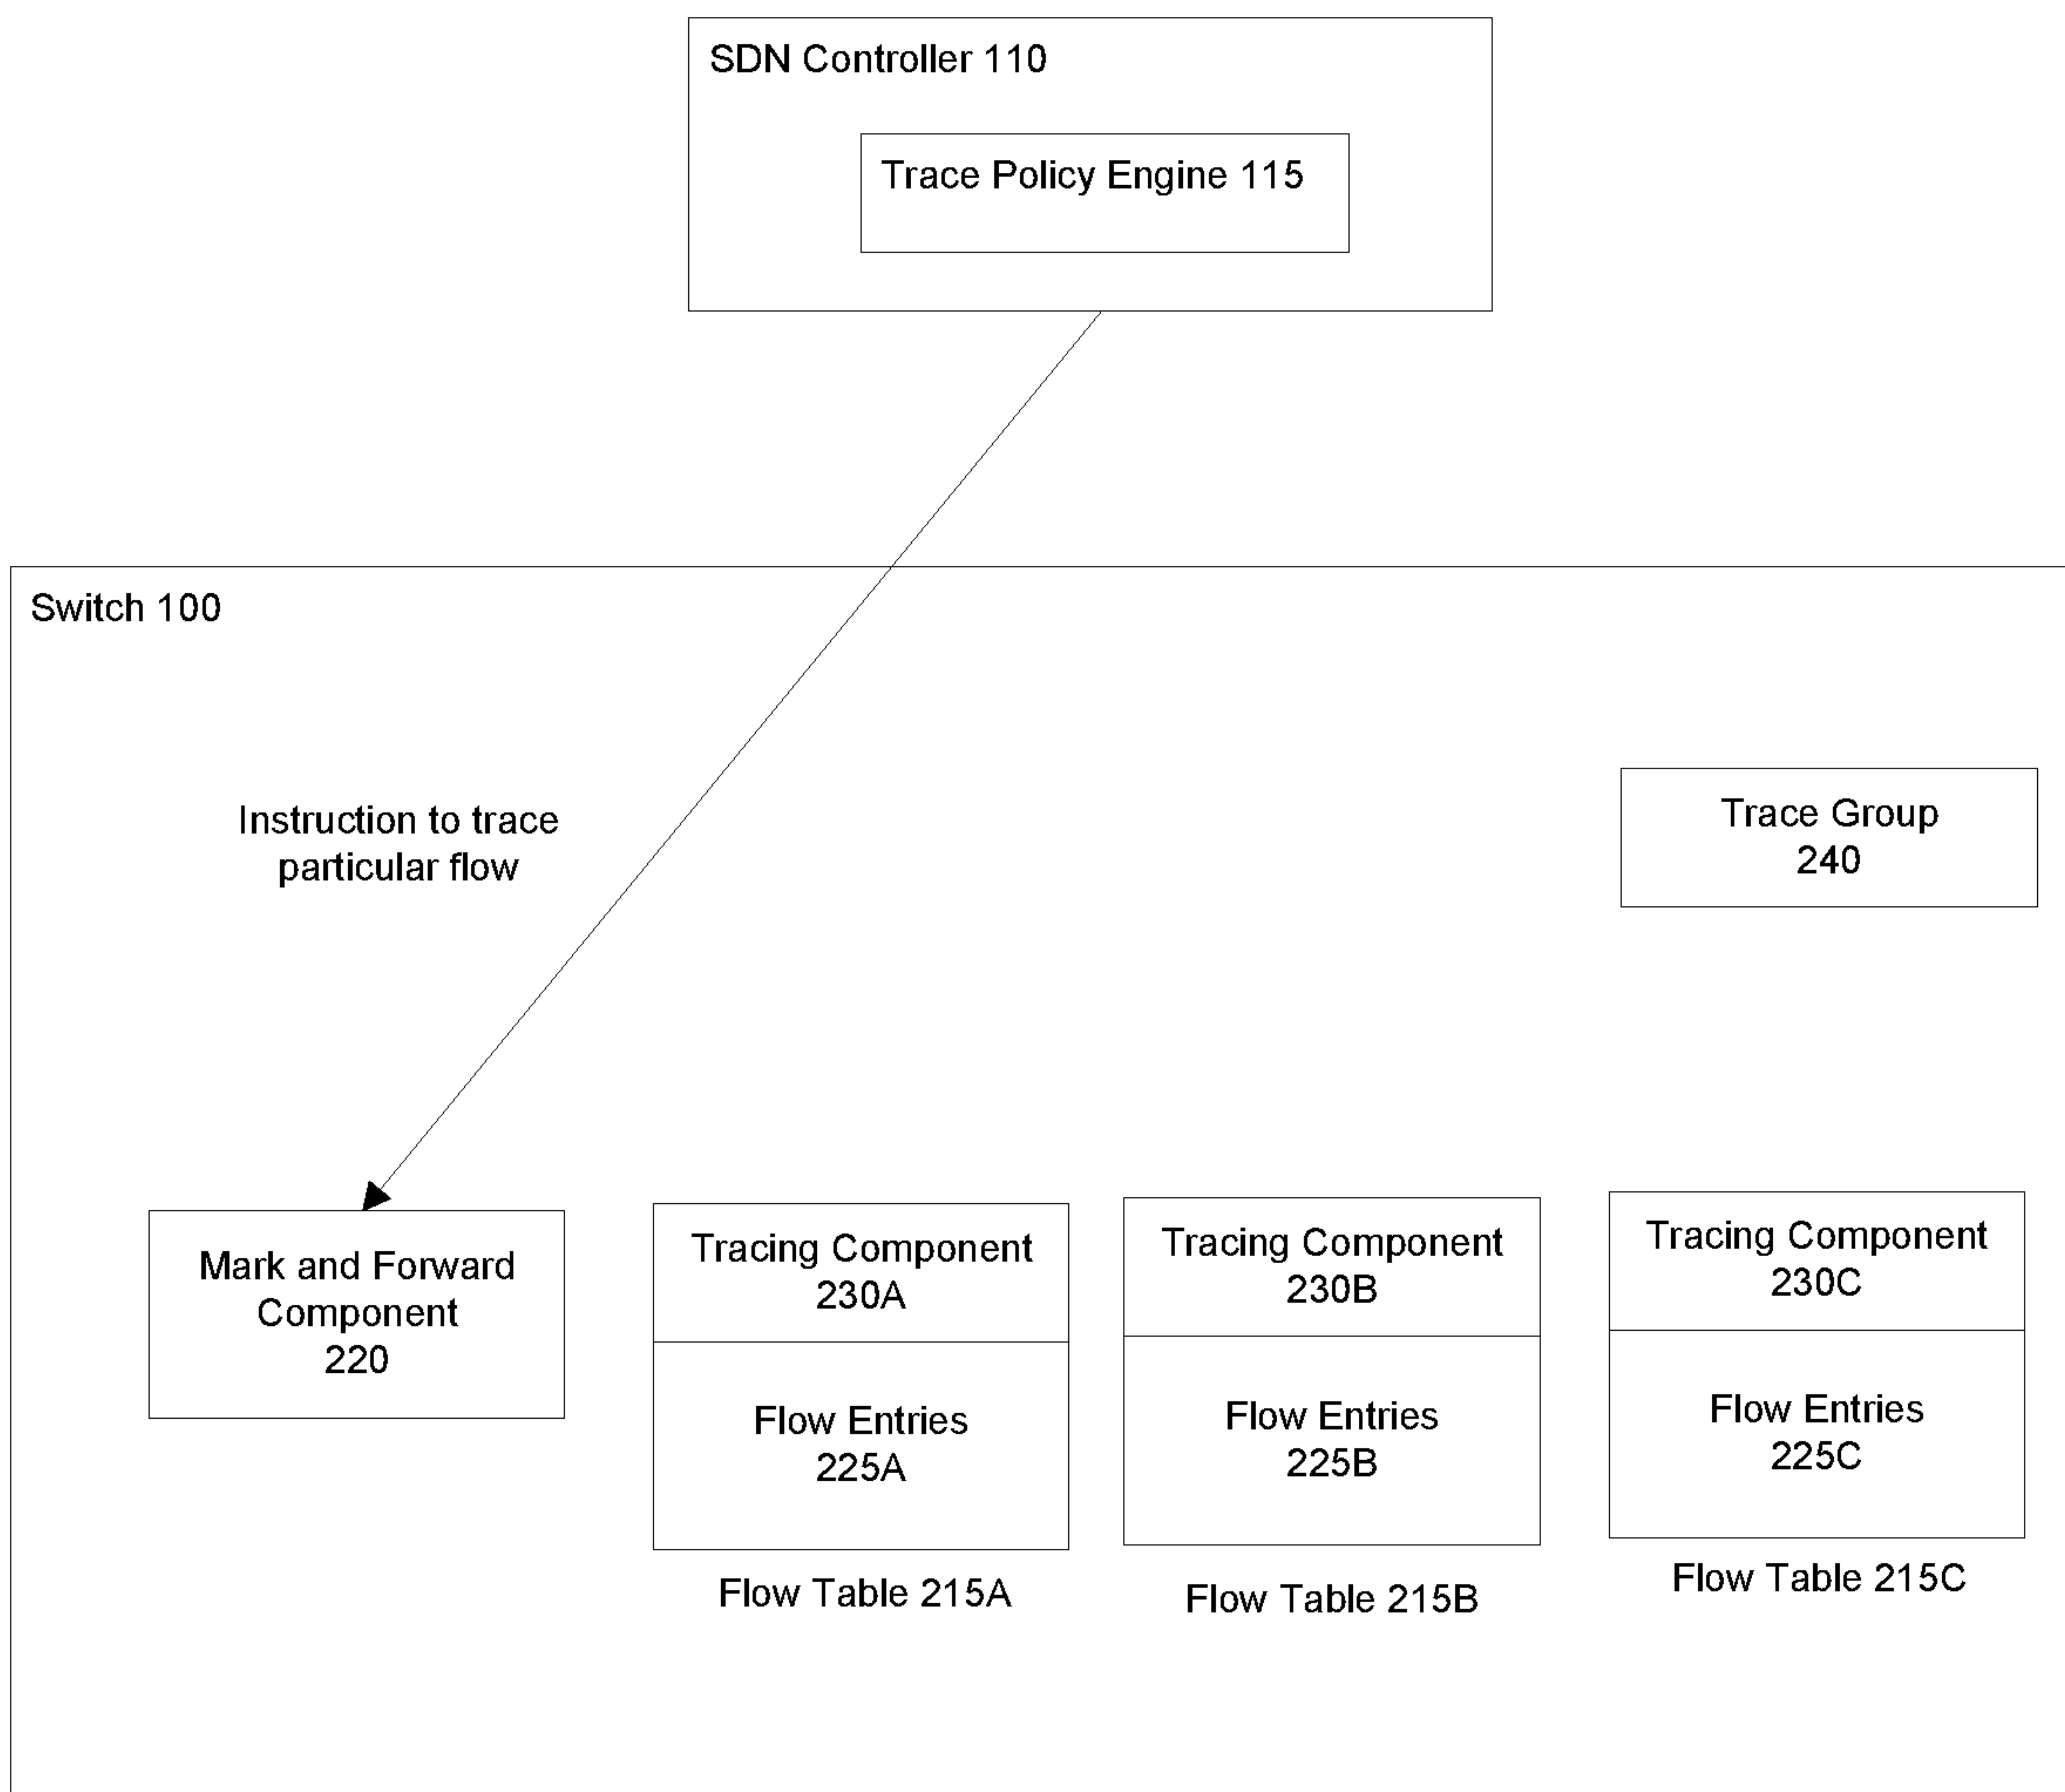 SDN Controller 110
Trace Policy Engine 115
Switch 100
Instruction to trace
particular flow
Trace Group
240
Mark and Forward
Component
220
Tracing Component
230A
Flow Entries
225A
Flow Table 215A
Tracing Component
230B
Flow Entries
225B
Flow Table 215B
Tracing Component
230C
Flow Entries
225C
Flow Table 215C